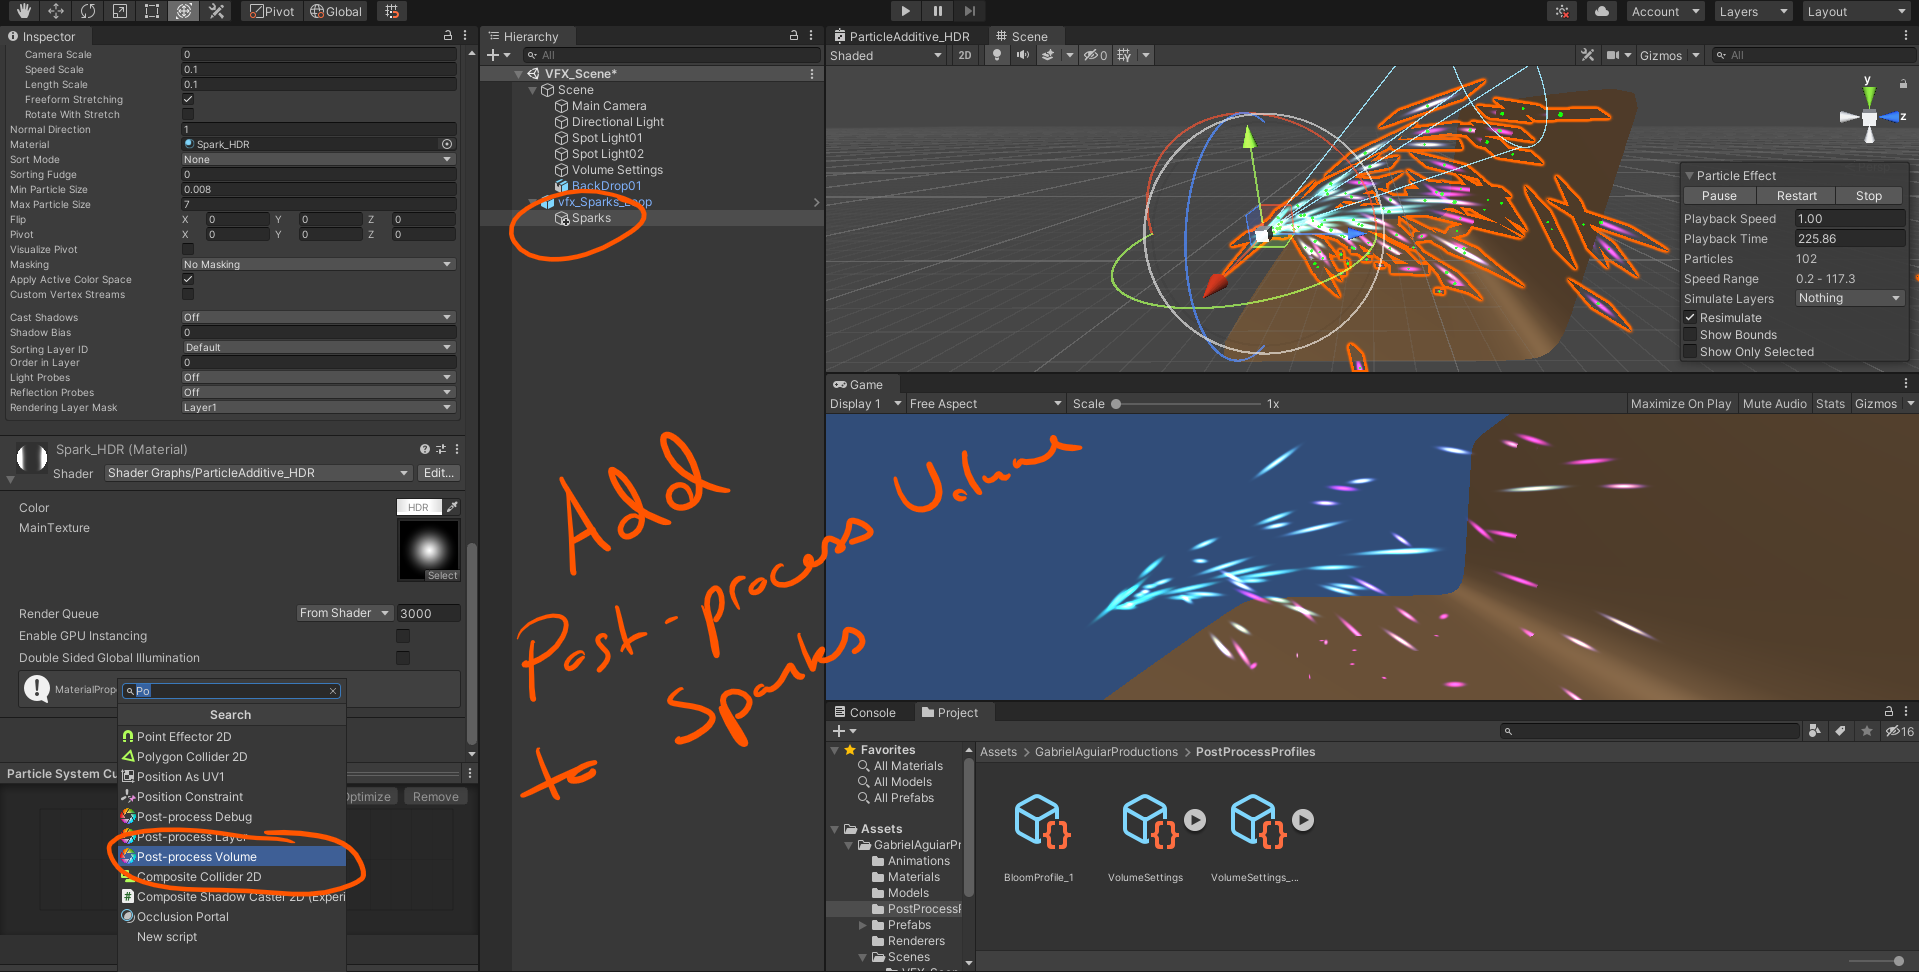 Pivot
Global
Account
Layers
Layout
Inspector
Camera Scale 0
Speed Scale 0.1
Length Scale 0.1
Freeform Stretching
Rotate With Stretch
Normal Direction 1
Material Spark_HDR
Sort Mode None
Sorting Fudge 0
Min Particle Size 0.008
Max Particle Size 7
Flip X 0 Y 0 Z 0
Pivot X 0 Y 0 Z 0
Visualize Pivot
Masking No Masking
Apply Active Color Space
Custom Vertex Streams
Cast Shadows Off
Shadow Bias 0
Sorting Layer ID Default
Order in Layer 0
Light Probes Off
Reflection Probes Off
Rendering Layer Mask Layer1
Spark_HDR (Material)
Shader Shader Graphs/ParticleAdditive_HDR Edit...
Color HDR
MainTexture
Select
Render Queue From Shader 3000
Enable GPU Instancing
Double Sided Global Illumination
MaterialProp
Po
Search
Point Effector 2D
Polygon Collider 2D
Position As UV1
Position Constraint
Post-process Debug
Post-process Layer
Post-process Volume
Composite Collider 2D
Composite Shadow Caster 2D (Experi
Occlusion Portal
New script
Particle System Cu
Optimize Remove
Hierarchy
All
VFX_Scene*
Scene
Main Camera
Directional Light
Spot Light01
Spot Light02
Volume Settings
BackDrop01
vfx_Sparks_Loop
Sparks
Add
Post-process Volume
to Sparks
ParticleAdditive_HDR Scene
Shaded 2D 0 Gizmos All
y
z
Particle Effect
Pause Restart Stop
Playback Speed 1.00
Playback Time 225.86
Particles 102
Speed Range 0.2 - 117.3
Simulate Layers Nothing
Resimulate
Show Bounds
Show Only Selected
Game
Display 1 Free Aspect Scale 1x Maximize On Play Mute Audio Stats Gizmos
Console Project
16
Favorites
All Materials
All Models
All Prefabs
Assets
GabrielAguiarPr
Animations
Materials
Models
PostProcessP
Prefabs
Renderers
Scenes
Assets > GabrielAguiarProductions > PostProcessProfiles
BloomProfile_1
VolumeSettings
VolumeSettings_...